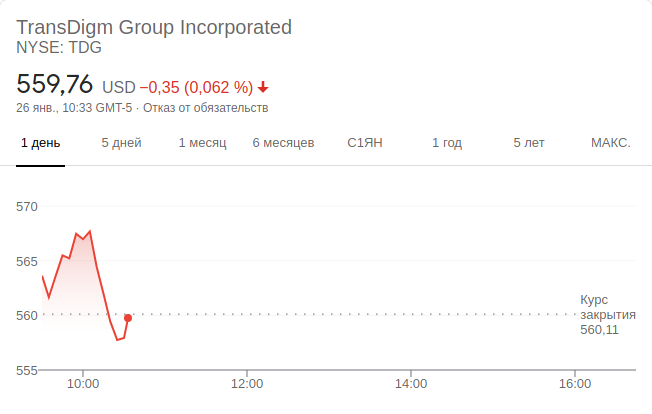 TransDigm Group Incorporated
NYSE: TDG
559,76 USD −0,35 (0,062 %)
26 янв., 10:33 GMT-5 · Отказ от обязательств
1 день 5 дней 1 месяц 6 месяцев С1ЯН 1 год 5 лет МАКС.
570
565
560
555
Курс
закрытия
560,11
10:00 12:00 14:00 16:00